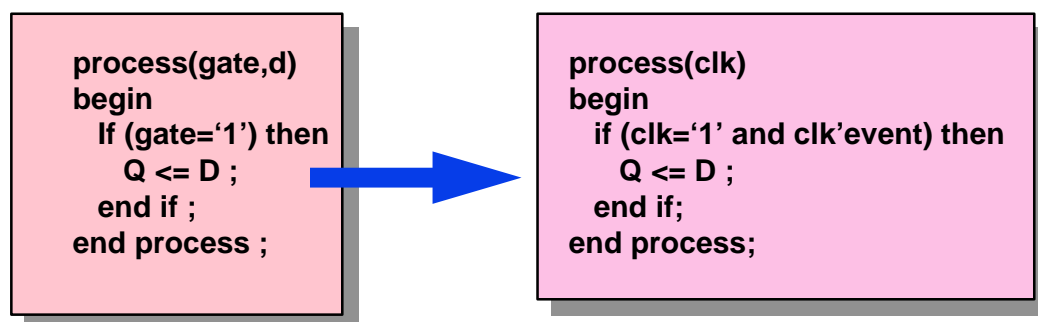 process(gate,d)
begin
If (gate=‘1’) then
Q <= D ;
end if ;
end process ;
process(clk)
begin
if (clk=‘1’ and clk’event) then
Q <= D ;
end if;
end process;